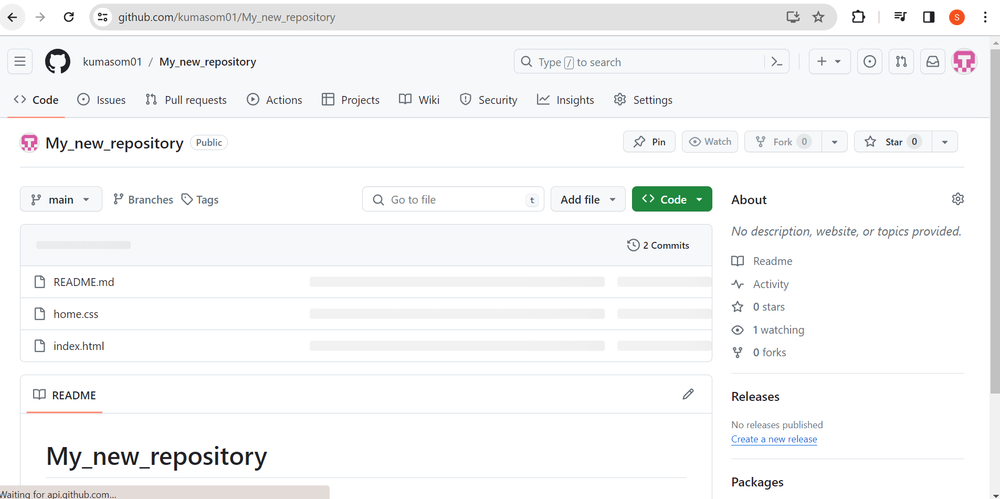 github.com/kumasom01/My_new_repository
S
kumasom01 / My_new_repository
Type / to search
Code Issues Pull requests Actions Projects Wiki Security Insights Settings
My_new_repository Public
Pin Watch Fork 0 Star 0
main Branches Tags Go to file t Add file Code
About
No description, website, or topics provided.
2 Commits
Readme
README.md
Activity
home.css
0 stars
1 watching
index.html
0 forks
README
Releases
No releases published
Create a new release
My_new_repository
Packages
Waiting for api.github.com...